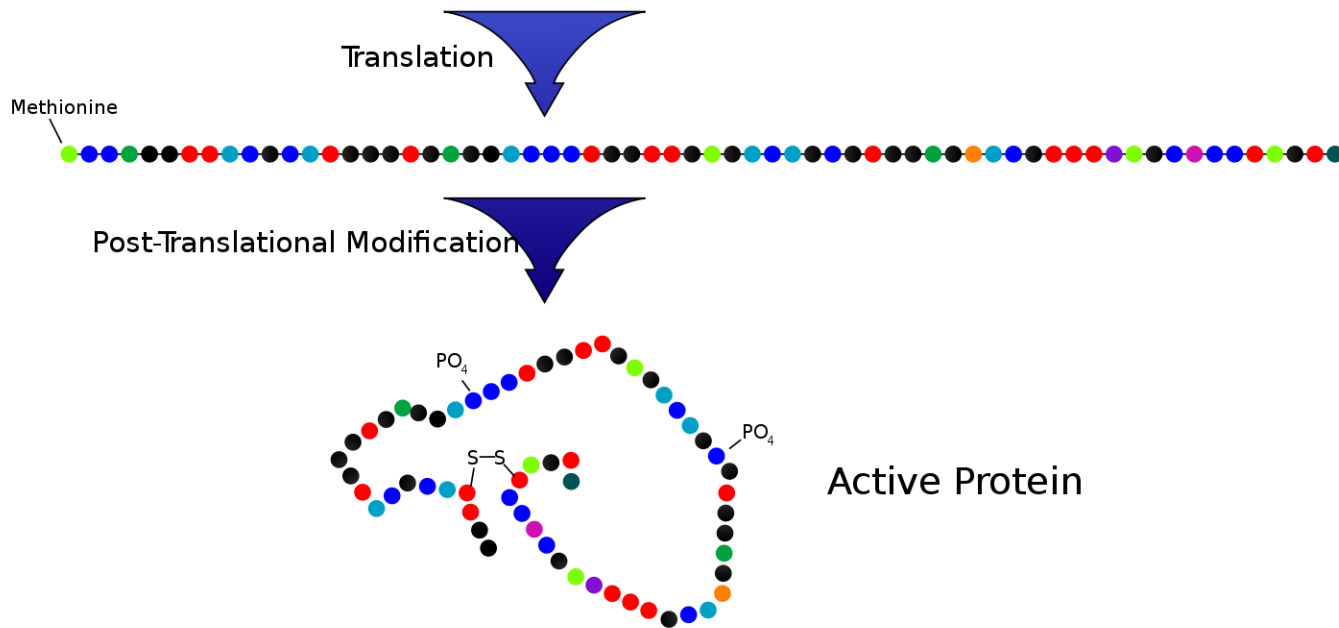 Translation
Methionine
Post-Translational Modification
PO4
PO4
S—S
Active Protein